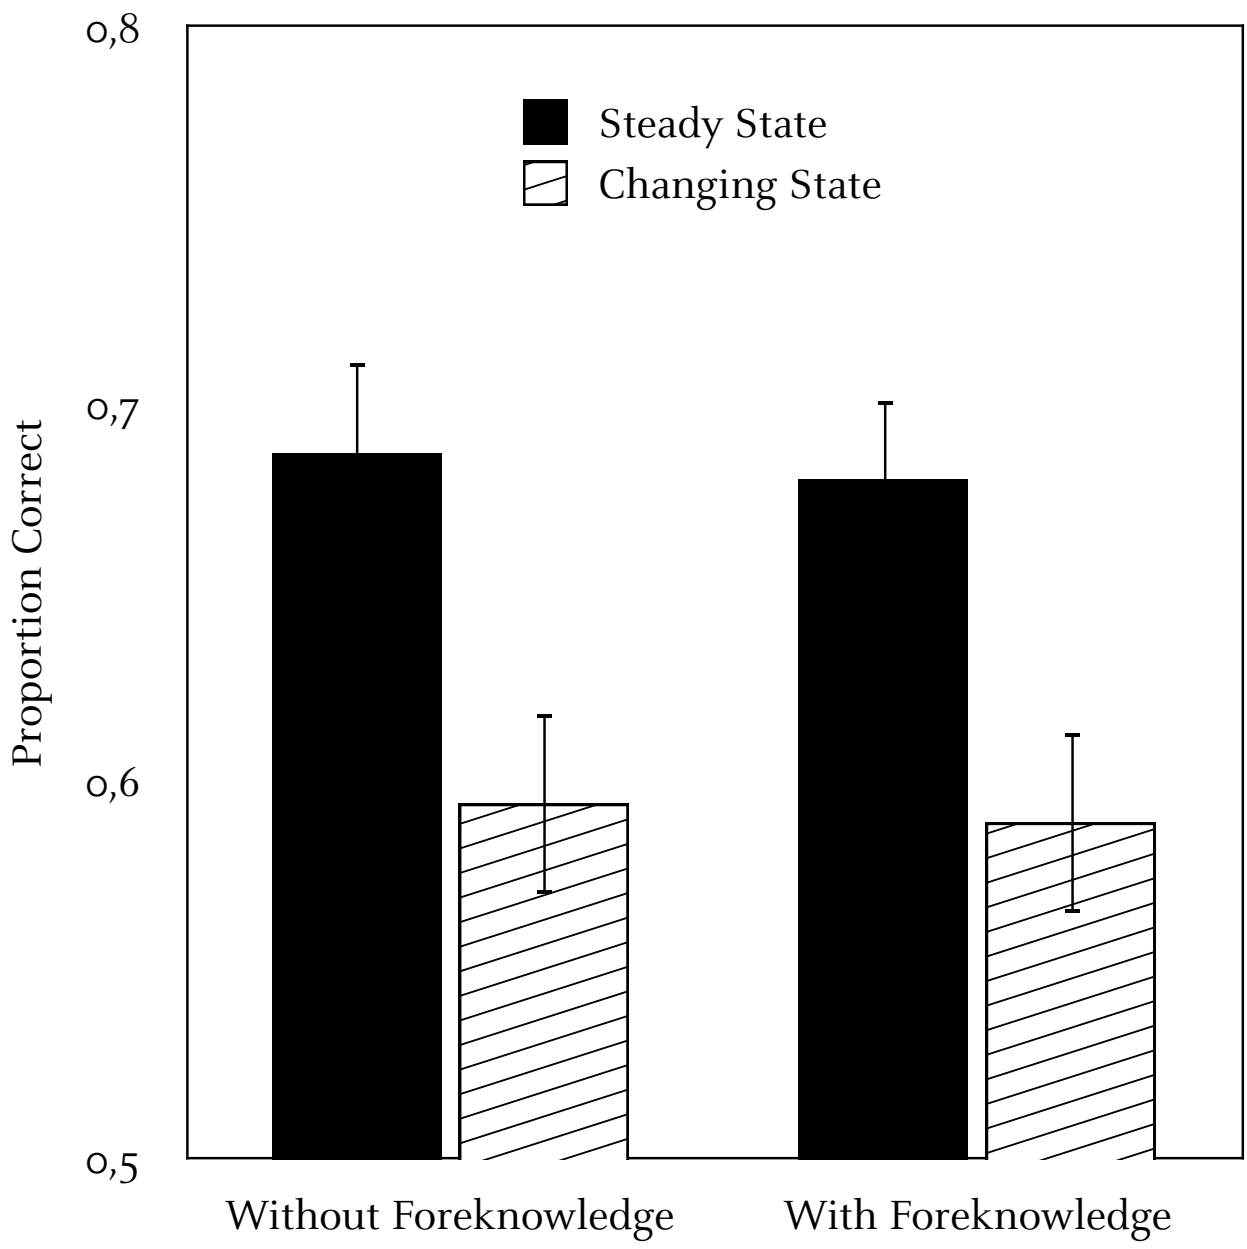 0,8
Steady State
Changing State
0,7
Proportion Correct
0,6
0,5
Without Foreknowledge
With Foreknowledge